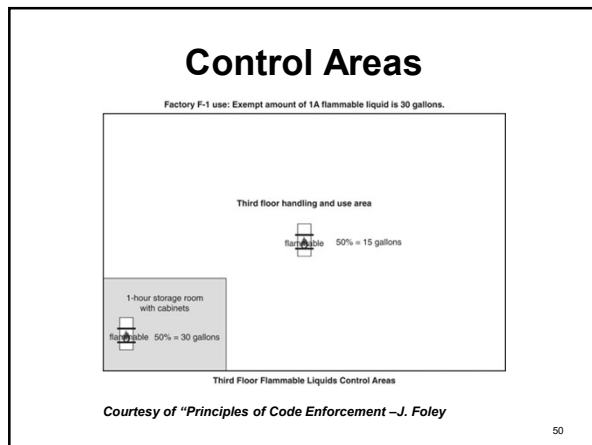 Control Areas
Factory F-1 use: Exempt amount of 1A flammable liquid is 30 gallons.
Third floor handling and use area
flammable 50% = 15 gallons
1-hour storage room
with cabinets
flammable 50% = 30 gallons
Third Floor Flammable Liquids Control Areas
Courtesy of “Principles of Code Enforcement –J. Foley
50